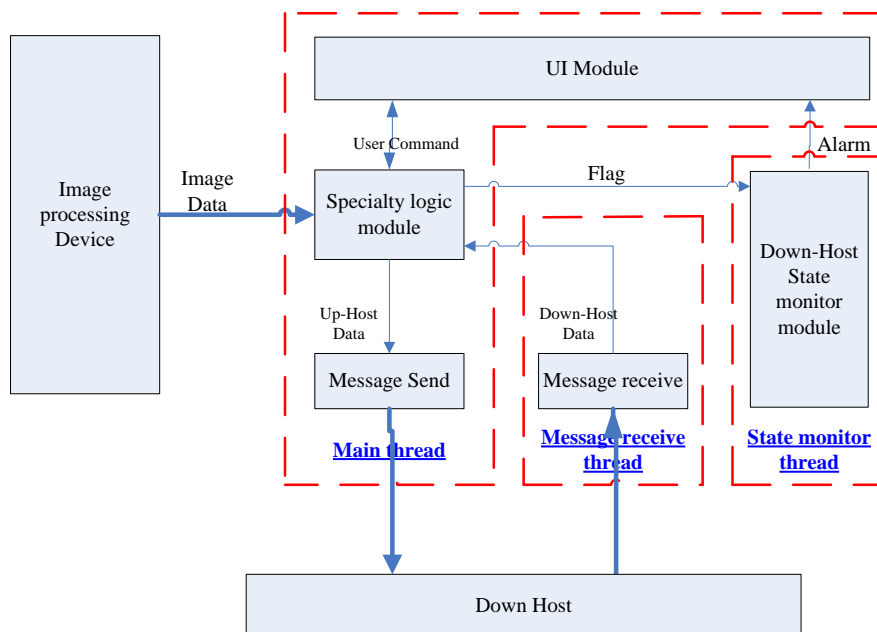 UI Module
User Command
Alarm
Image
processing
Device
Image
Data
Specialty logic
module
Flag
Down-Host
State
monitor
module
Up-Host
Data
Down-Host
Data
Message Send
Message receive
Main thread
Message receive
thread
State monitor
thread
Down Host